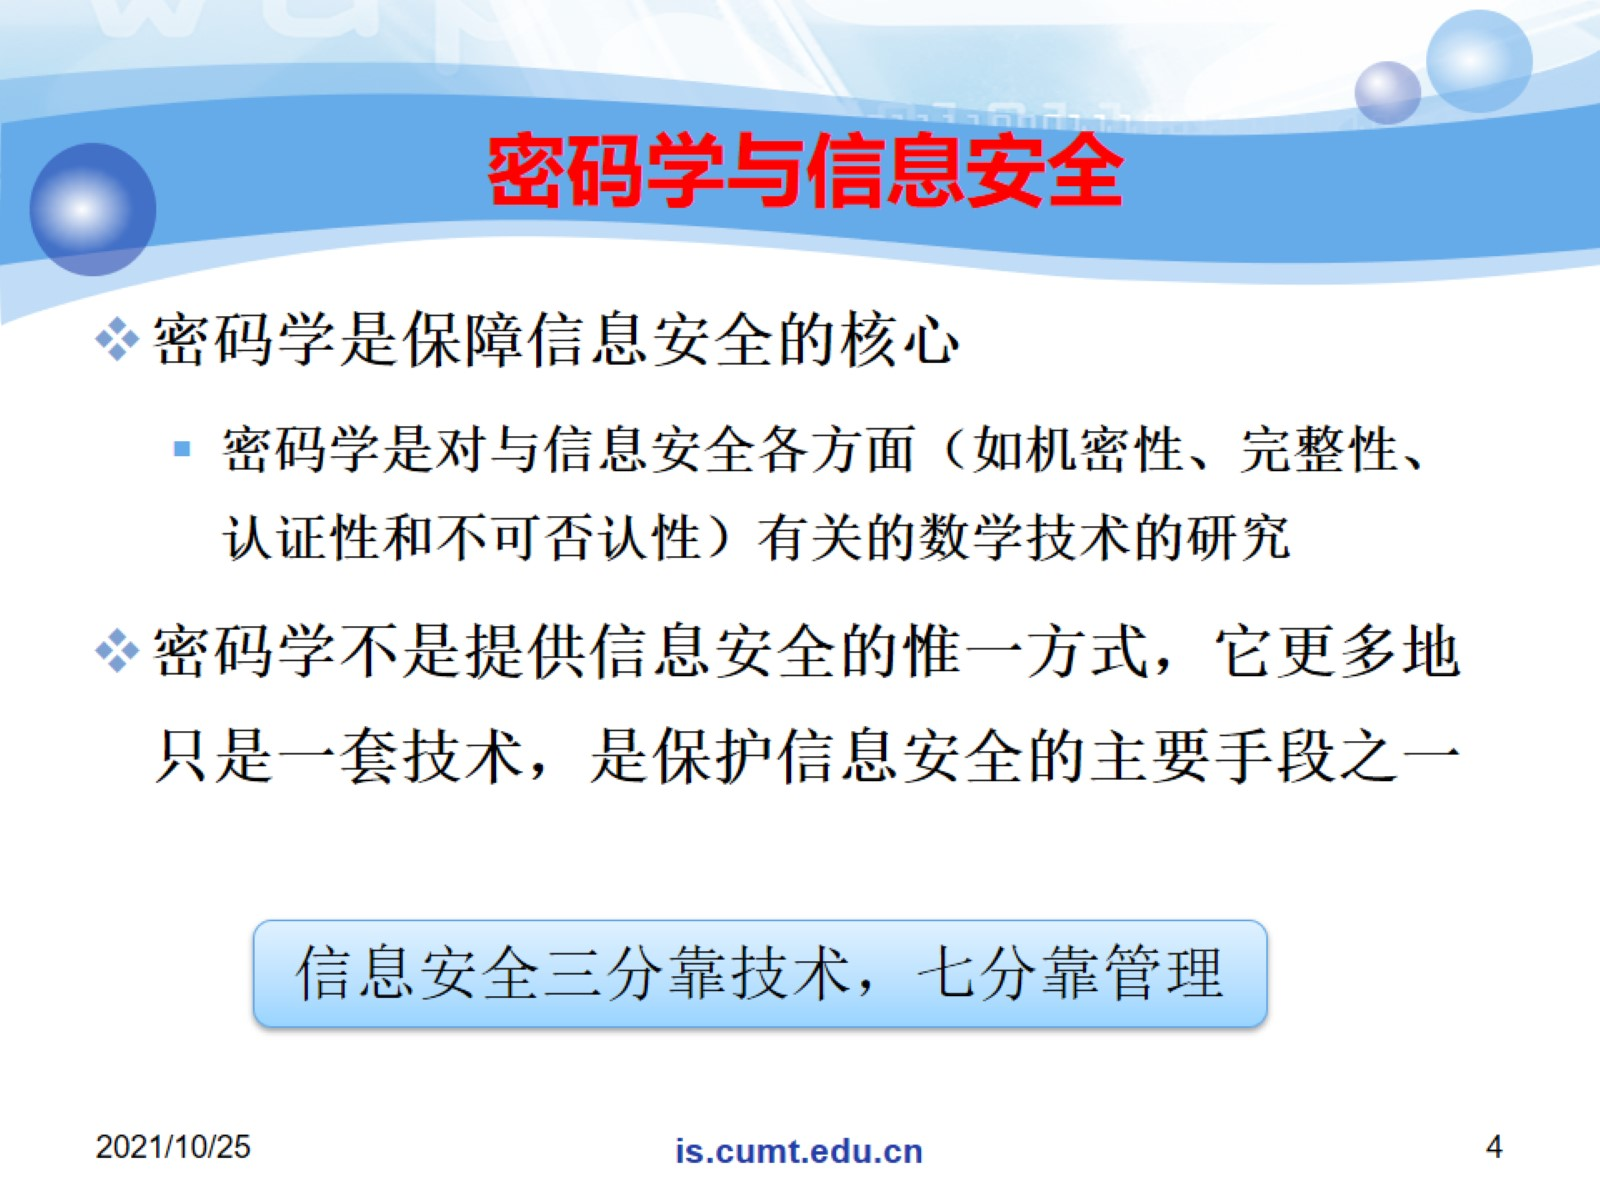 密码学与信息安全
密码学是保障信息安全的核心
密码学是对与信息安全各方面（如机密性、完整性、
认证性和不可否认性）有关的数学技术的研究
密码学不是提供信息安全的惟一方式，它更多地
只是一套技术，是保护信息安全的主要手段之一
信息安全三分靠技术，七分靠管理
2021/10/25
is.cumt.edu.cn
4